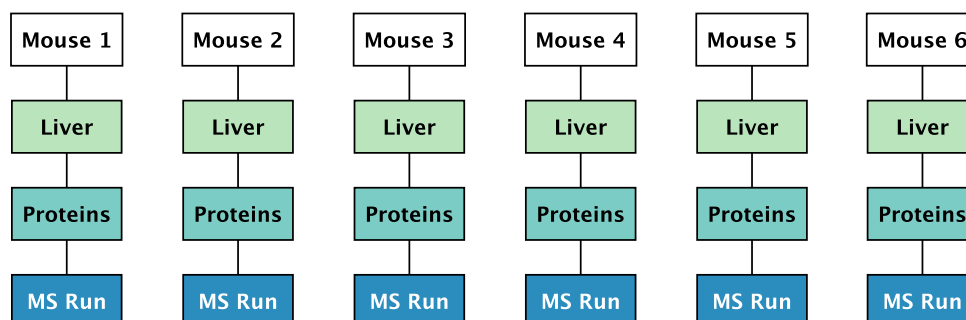 Mouse 1 Mouse 2 Mouse 3 Mouse 4 Mouse 5 Mouse 6
Liver Liver Liver Liver Liver Liver
Proteins Proteins Proteins Proteins Proteins Proteins
MS Run MS Run MS Run MS Run MS Run MS Run